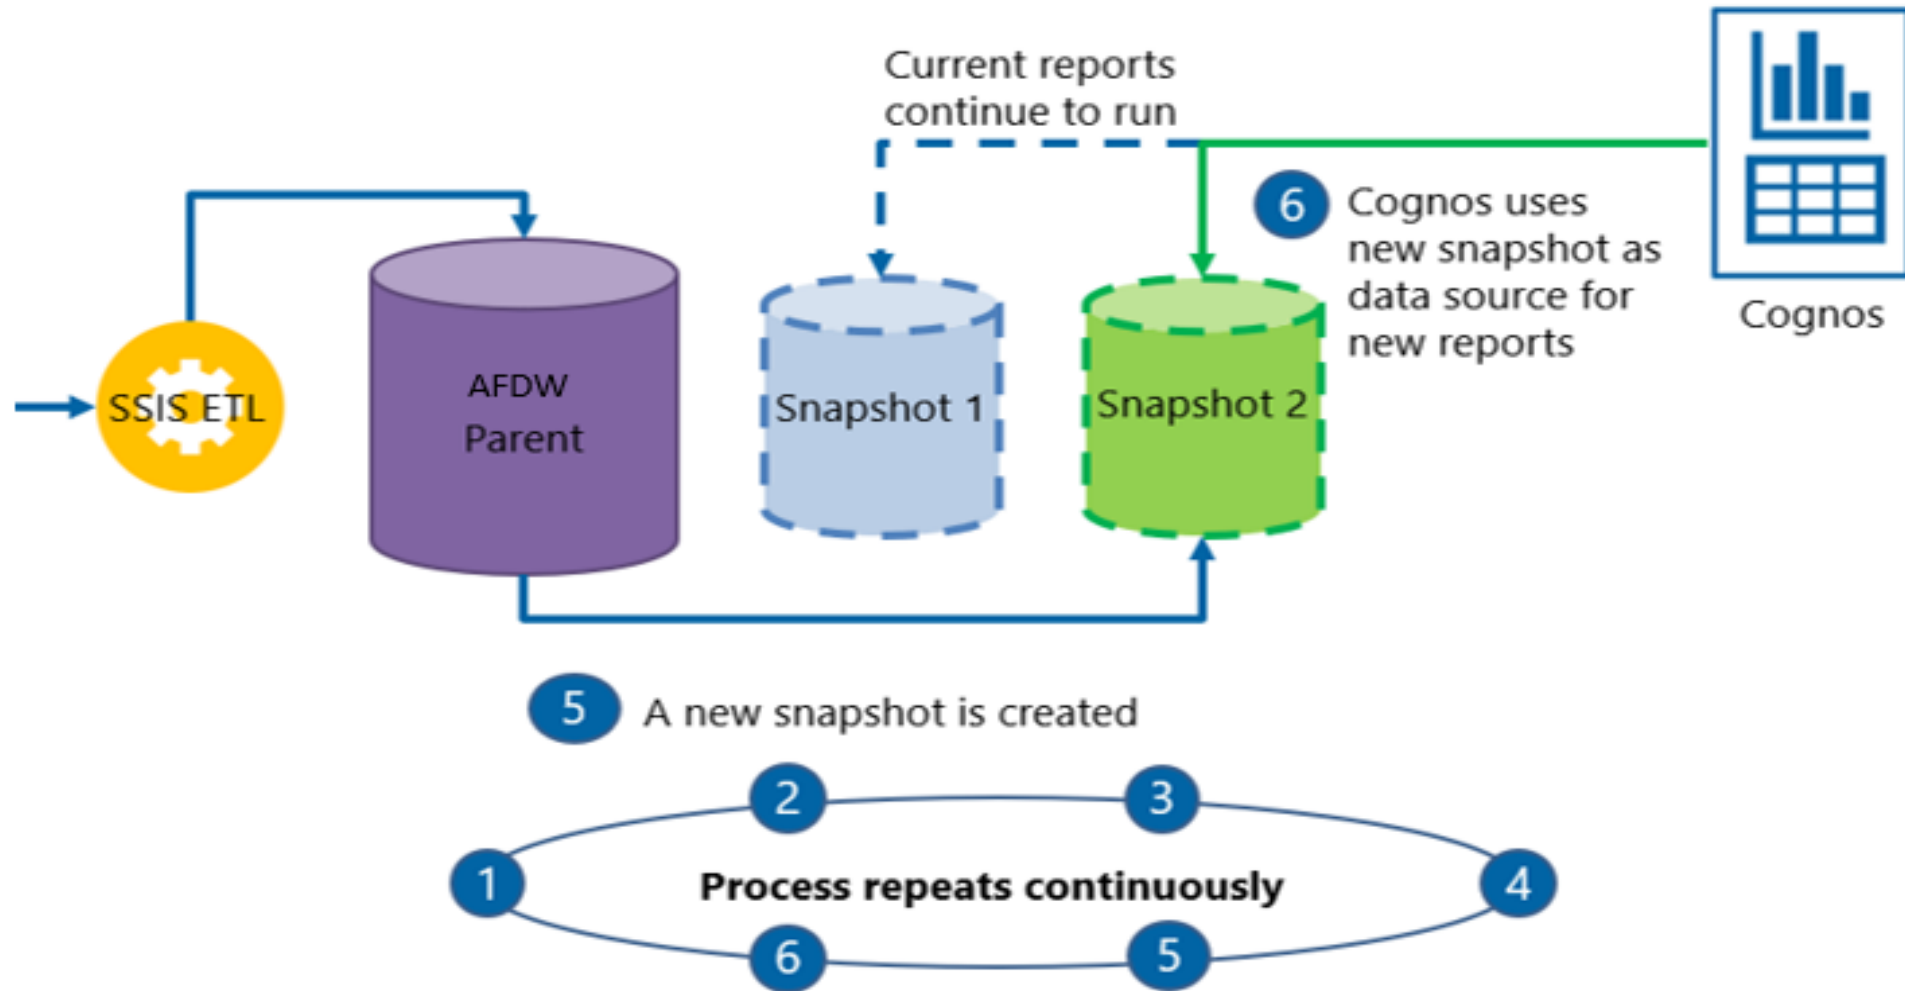 Current reports
continue to run
6
Cognos uses
new snapshot as
data source for
new reports
Cognos
SSIS ETL
AFDW
Parent
Snapshot 1
Snapshot 2
5
A new snapshot is created
2
3
1
Process repeats continuously
4
6
5